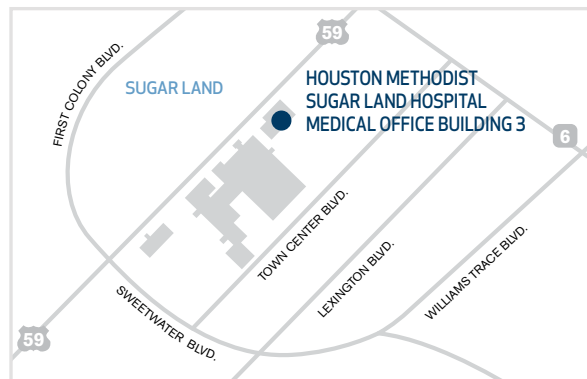 FIRST COLONY BLVD.
59
SUGAR LAND
HOUSTON METHODIST
SUGAR LAND HOSPITAL
MEDICAL OFFICE BUILDING 3
6
TOWN CENTER BLVD.
LEXINGTON BLVD.
WILLIAMS TRACE BLVD.
SWEETWATER BLVD.
59